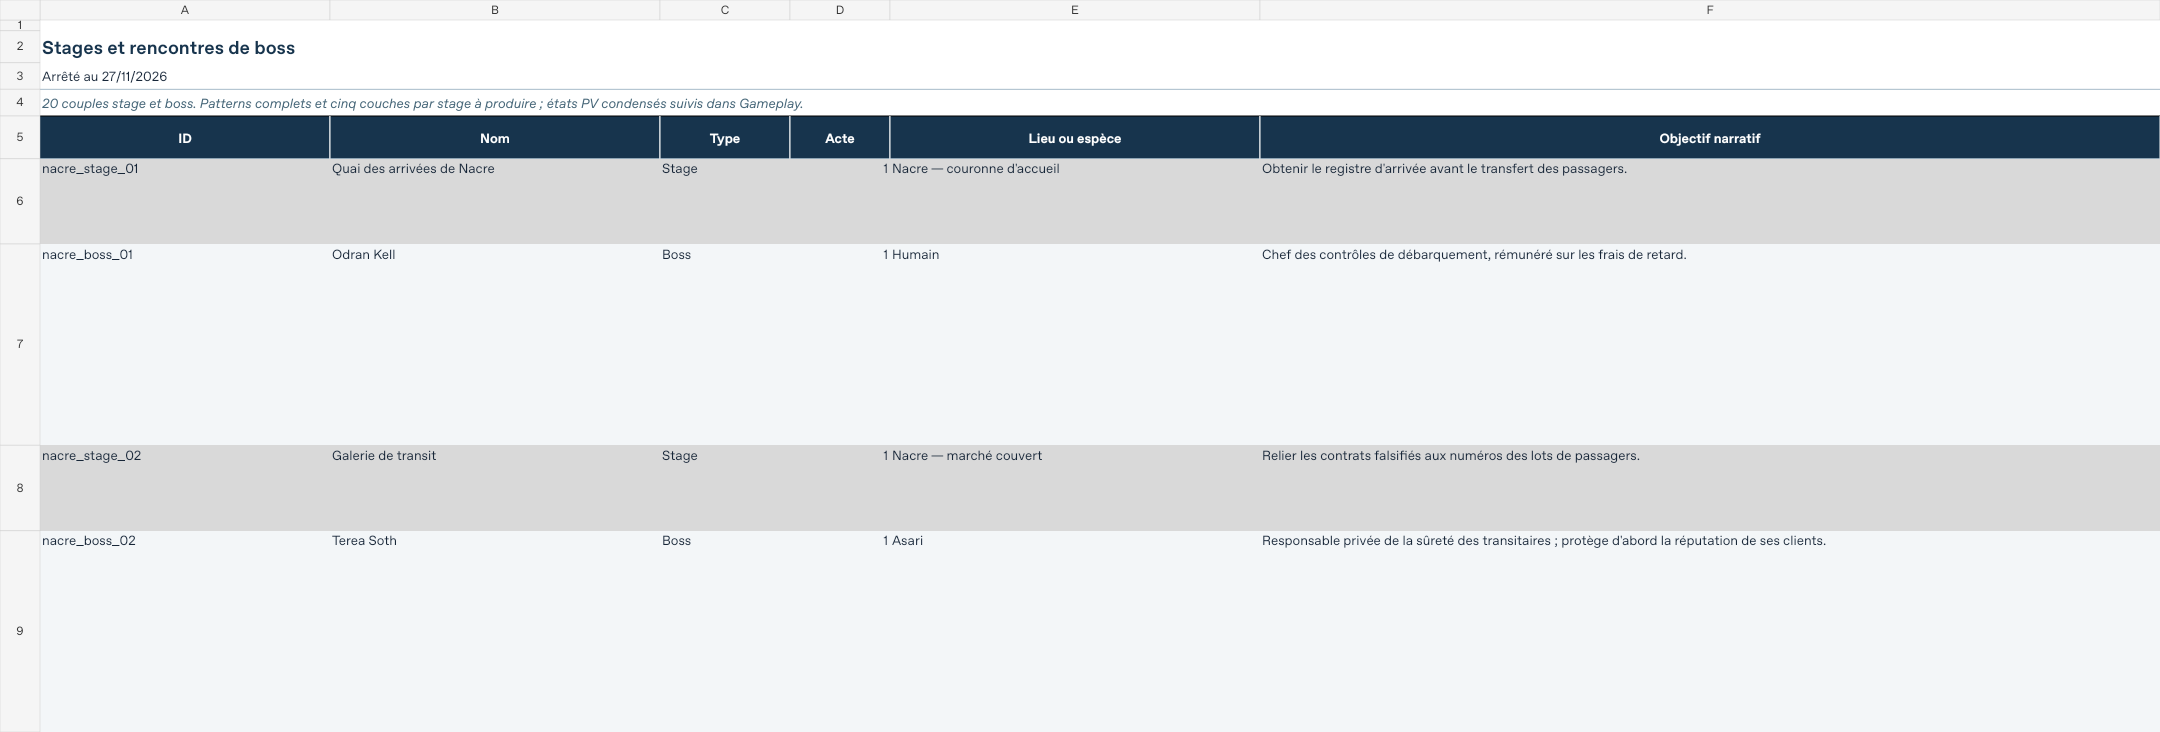 A B C D E F
1
2 Stages et rencontres de boss
3 Arrêté au 27/11/2026
4 20 couples stage et boss. Patterns complets et cinq couches par stage à produire ; états PV condensés suivis dans Gameplay.
5 ID Nom Type Acte Lieu ou espèce Objectif narratif
6 nacre_stage_01 Quai des arrivées de Nacre Stage 1 Nacre — couronne d'accueil Obtenir le registre d'arrivée avant le transfert des passagers.
7 nacre_boss_01 Odran Kell Boss 1 Humain Chef des contrôles de débarquement, rémunéré sur les frais de retard.
8 nacre_stage_02 Galerie de transit Stage 1 Nacre — marché couvert Relier les contrats falsifiés aux numéros des lots de passagers.
9 nacre_boss_02 Terea Soth Boss 1 Asari Responsable privée de la sûreté des transitaires ; protège d'abord la réputation de ses clients.